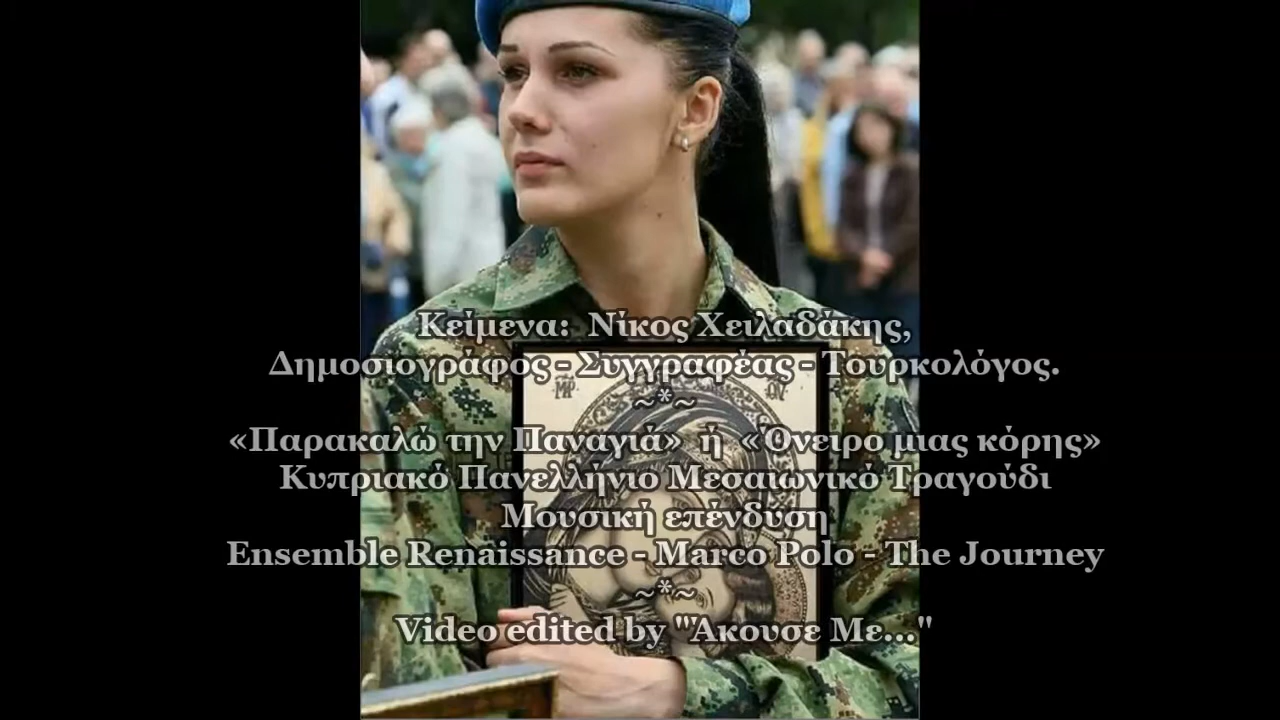 Κείμενα: Νίκος Χειλαδάκης,
Δημοσιογράφος - Συγγραφέας - Τουρκολόγος.
~*~
«Παρακαλώ την Παναγιά» ή «Όνειρο μιας κόρης»
Κυπριακό Πανελλήνιο Μεσαιωνικό Τραγούδι
Μουσική επένδυση
Ensemble Renaissance - Marco Polo - The Journey
~*~
Video edited by "Άκουσε Με..."